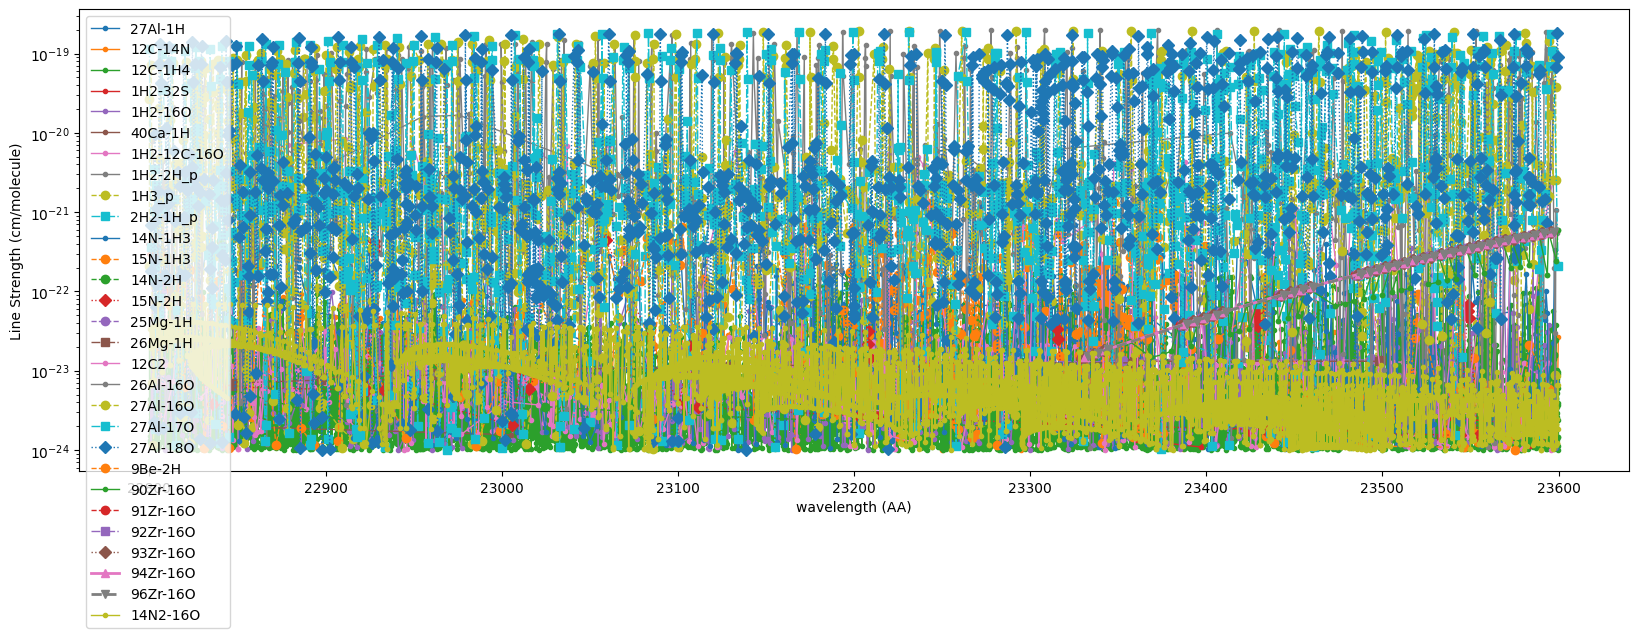 27Al-1H
12C-14N
12C-1H4
1H2-32S
1H2-16O
40Ca-1H
1H2-12C-16O
1H2-2H_p
1H3_p
2H2-1H_p
14N-1H3
15N-1H3
14N-2H
15N-2H
25Mg-1H
26Mg-1H
12C2
26Al-16O
27Al-16O
27Al-17O
27Al-18O
9Be-2H
90Zr-16O
91Zr-16O
92Zr-16O
93Zr-16O
94Zr-16O
96Zr-16O
14N2-16O
Line Strength (cm/molecule)
10⁻¹⁹
10⁻²⁰
10⁻²¹
10⁻²²
10⁻²³
10⁻²⁴
22800 22900 23000 23100 23200 23300 23400 23500 23600
wavelength (AA)